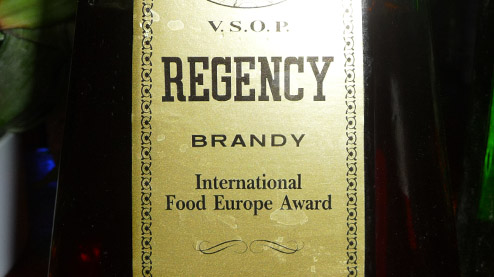 V.S.O.P.
REGENCY
BRANDY
International
Food Europe Award